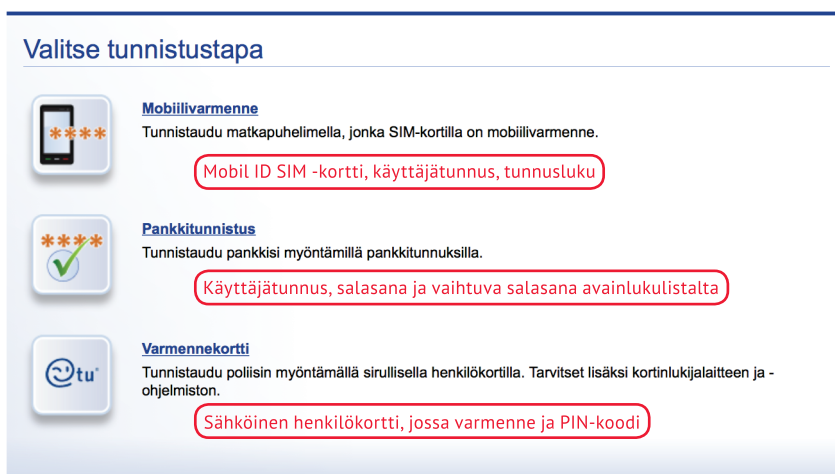 Valitse tunnistustapa
Mobiilivarmenne
Tunnistaudu matkapuhelimella, jonka SIM-kortilla on mobiilivarmenne.
Mobil ID SIM -kortti, käyttäjätunnus, tunnusluku
Pankkitunnistus
Tunnistaudu pankkisi myöntämillä pankkitunnuksilla.
Käyttäjätunnus, salasana ja vaihtuva salasana avainlukulistalta
Varmennekortti
tu
Tunnistaudu poliisin myöntämällä sirullisella henkilökortilla. Tarvitset lisäksi kortinlukijalaitteen ja -
ohjelmiston.
Sähköinen henkilökortti, jossa varmenne ja PIN-koodi